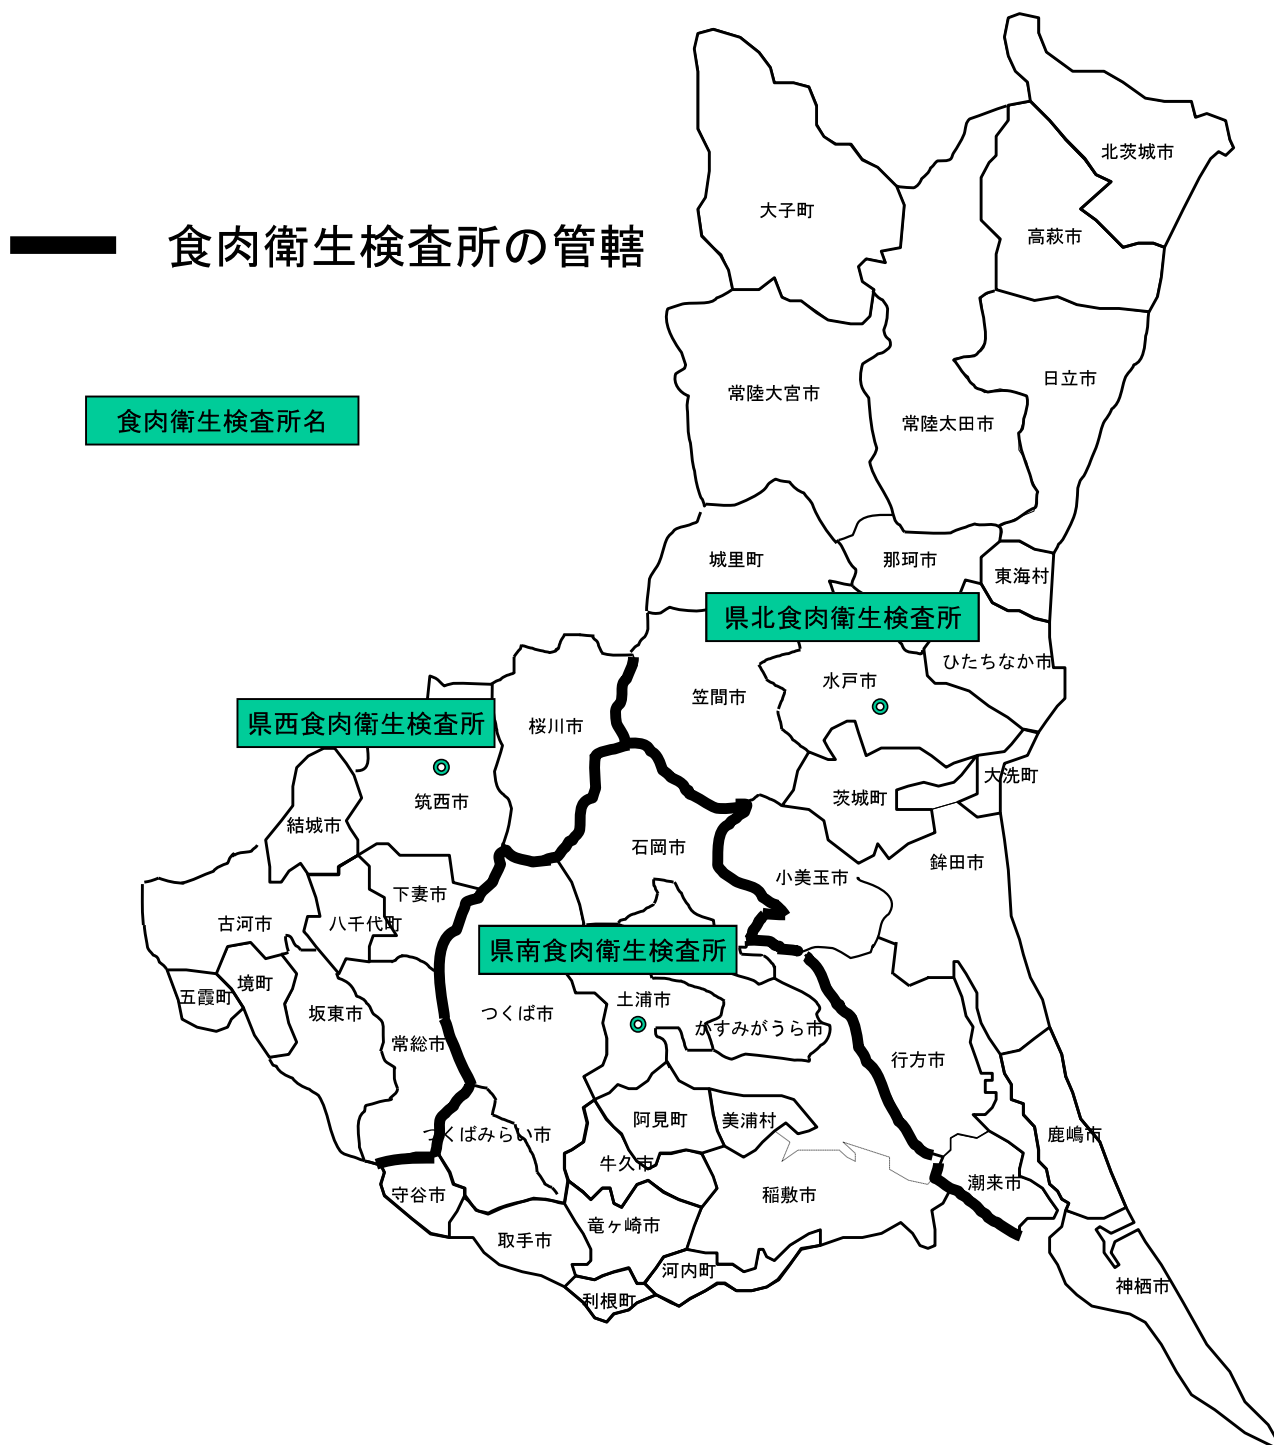 北茨城市
大子町
高萩市
食肉衛生検査所の管轄
日立市
常陸大宮市
食肉衛生検査所名
常陸太田市
城里町
那珂市
東海村
県北食肉衛生検査所
ひたちなか市
水戸市
笠間市
県西食肉衛生検査所
桜川市
大洗町
筑西市
茨城町
結城市
石岡市
鉾田市
小美玉市
下妻市
古河市
八千代町
県南食肉衛生検査所
境町
五霞町
土浦市
坂東市
つくば市
かすみがうら市
常総市
行方市
阿見町
美浦村
つくばみらい市
鹿嶋市
牛久市
潮来市
守谷市
稲敷市
竜ヶ崎市
取手市
河内町
神栖市
利根町